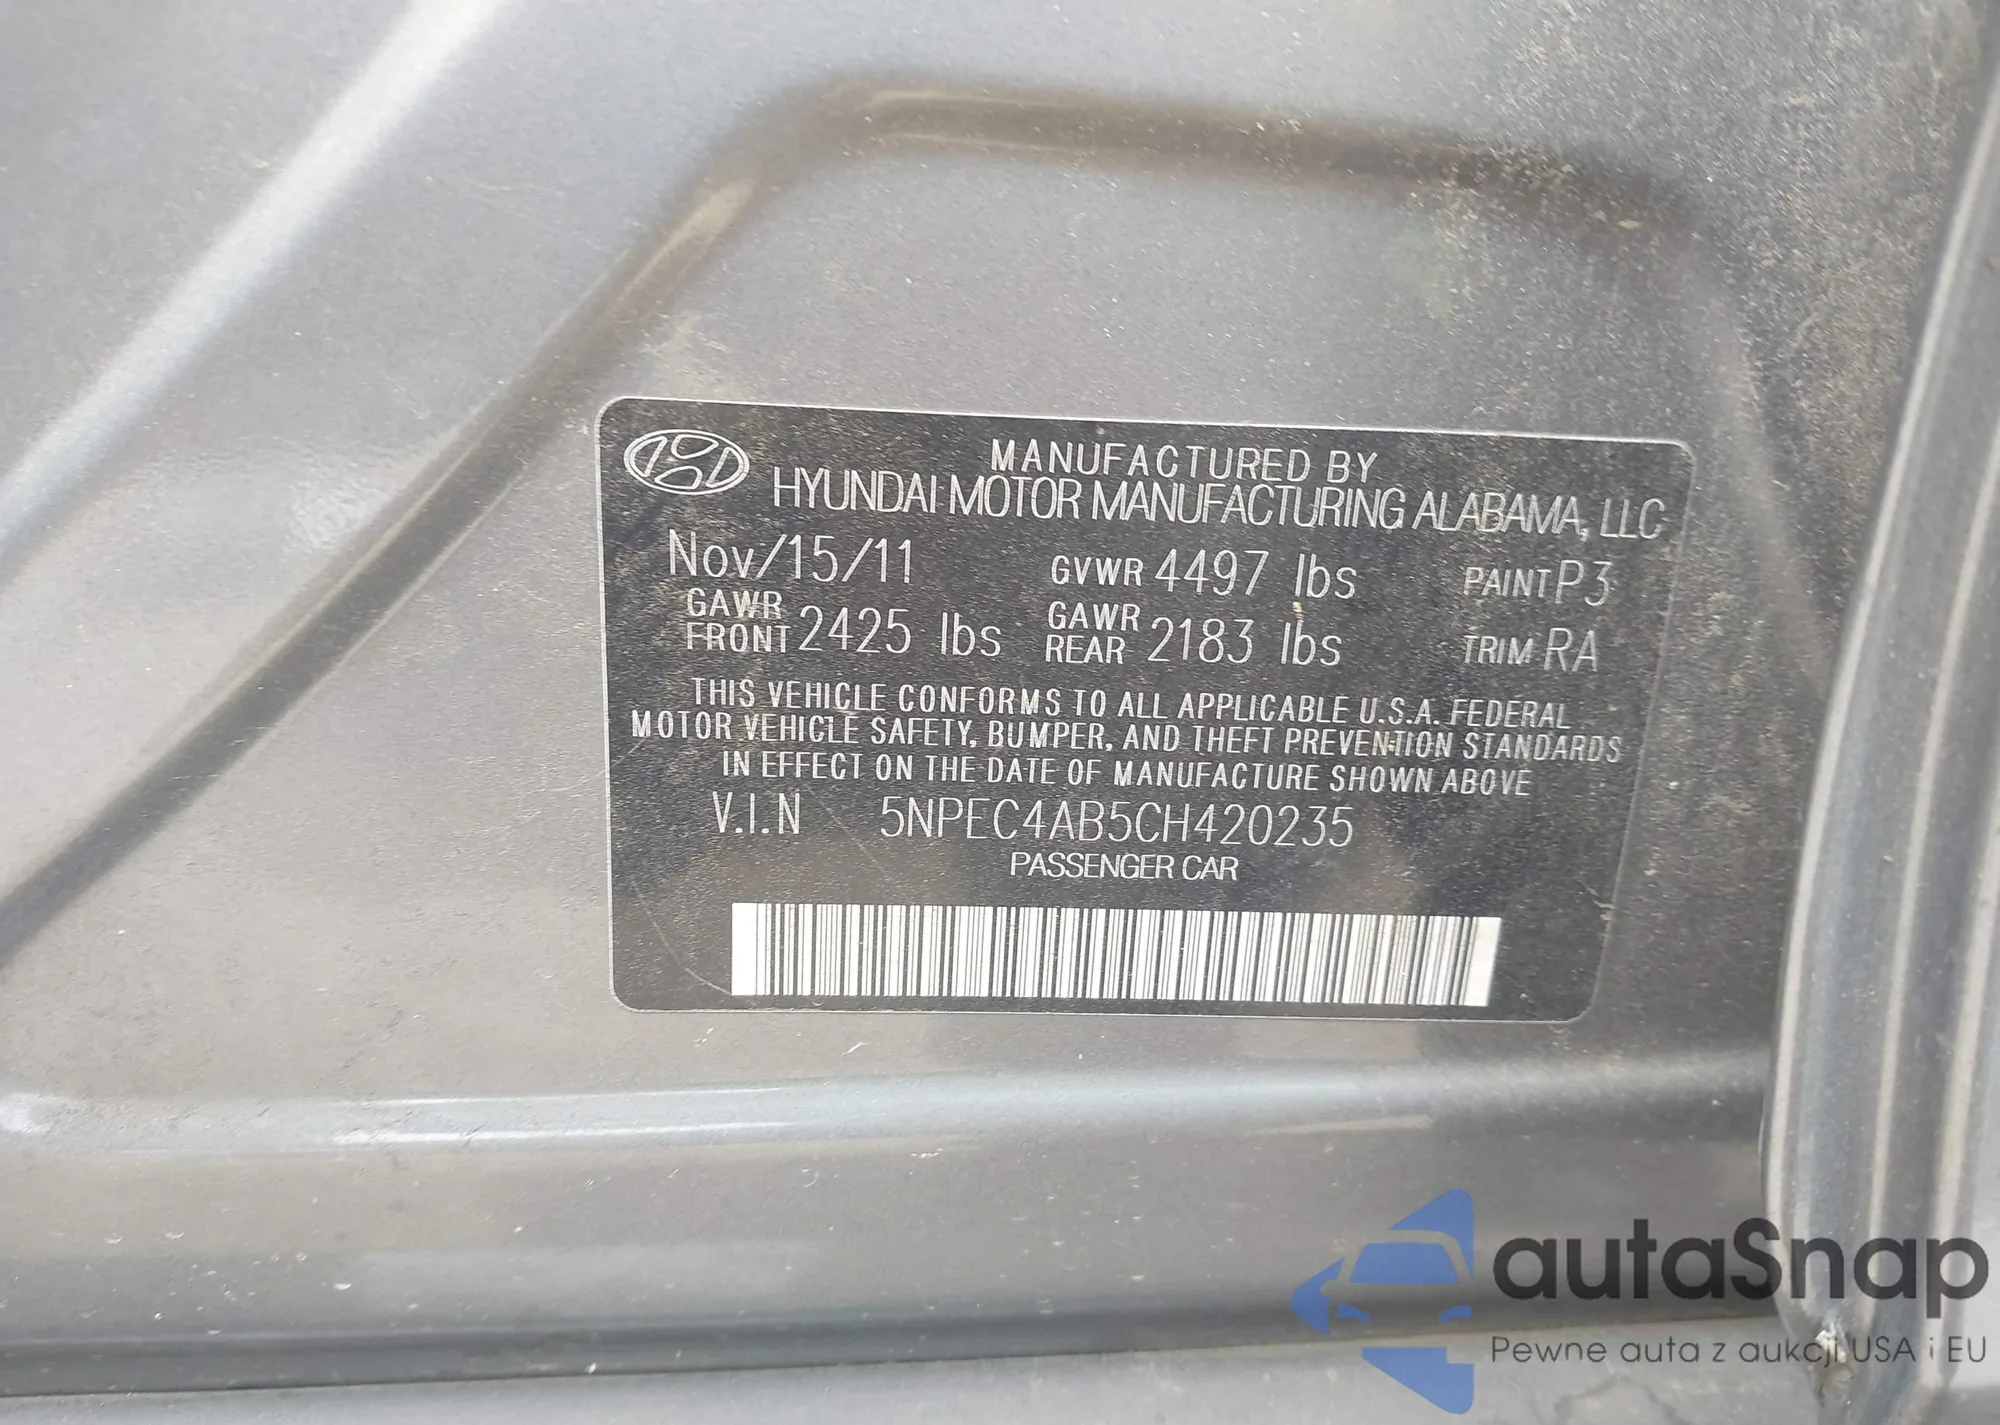 MANUFACTURED BY
HYUNDAI MOTOR MANUFACTURING ALABAMA, LLC
Nov/15/11 GVWR 4497 lbs PAINT P3
GAWR FRONT 2425 lbs GAWR REAR 2183 lbs TRIM RA
THIS VEHICLE CONFORMS TO ALL APPLICABLE U.S.A. FEDERAL
MOTOR VEHICLE SAFETY, BUMPER, AND THEFT PREVENTION STANDARDS
IN EFFECT ON THE DATE OF MANUFACTURE SHOWN ABOVE
V.I.N 5NPEC4AB5CH420235
PASSENGER CAR
autaSnap
Pewne auta z aukcji USA i EU